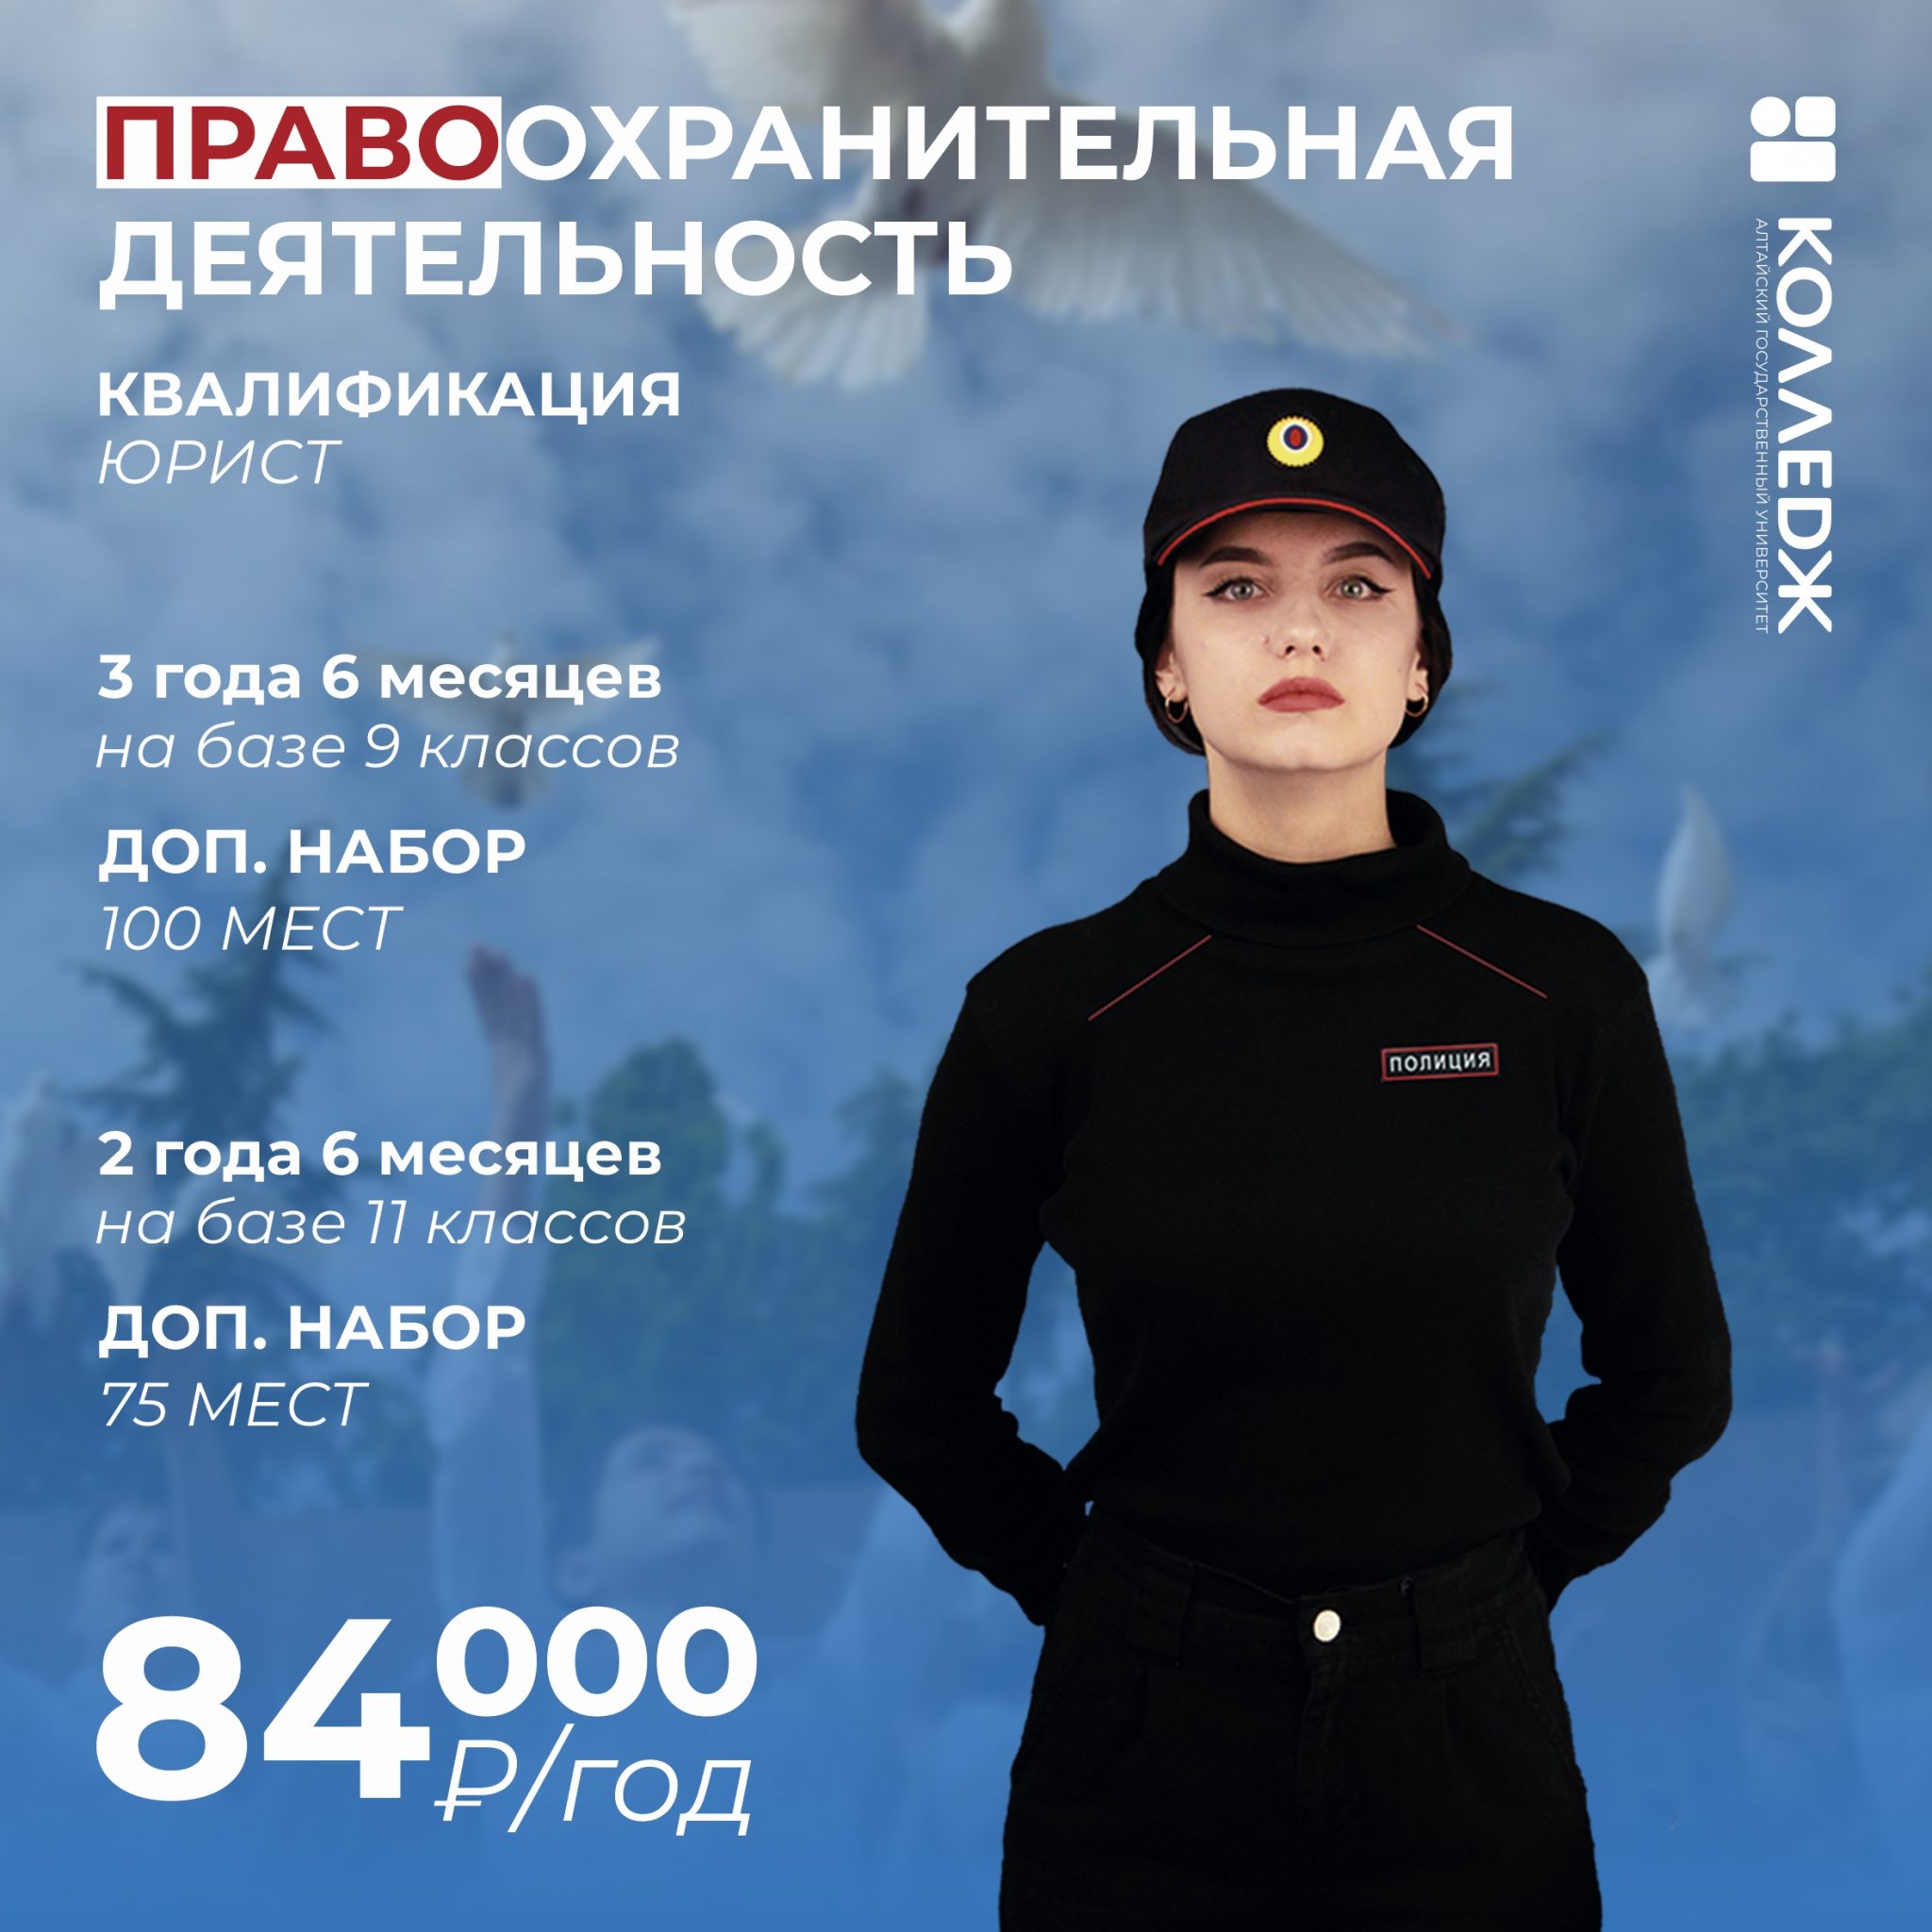 ПРАВООХРАНИТЕЛЬНАЯ
ДЕЯТЕЛЬНОСТЬ
КВАЛИФИКАЦИЯ
ЮРИСТ
3 года 6 месяцев
на базе 9 классов
ДОП. НАБОР
100 МЕСТ
2 года 6 месяцев
на базе 11 классов
ДОП. НАБОР
75 МЕСТ
84 000
₽/год
КОЛЛЕДЖ
АЛТАЙСКИЙ ГОСУДАРСТВЕННЫЙ УНИВЕРСИТЕТ
ПОЛИЦИЯ